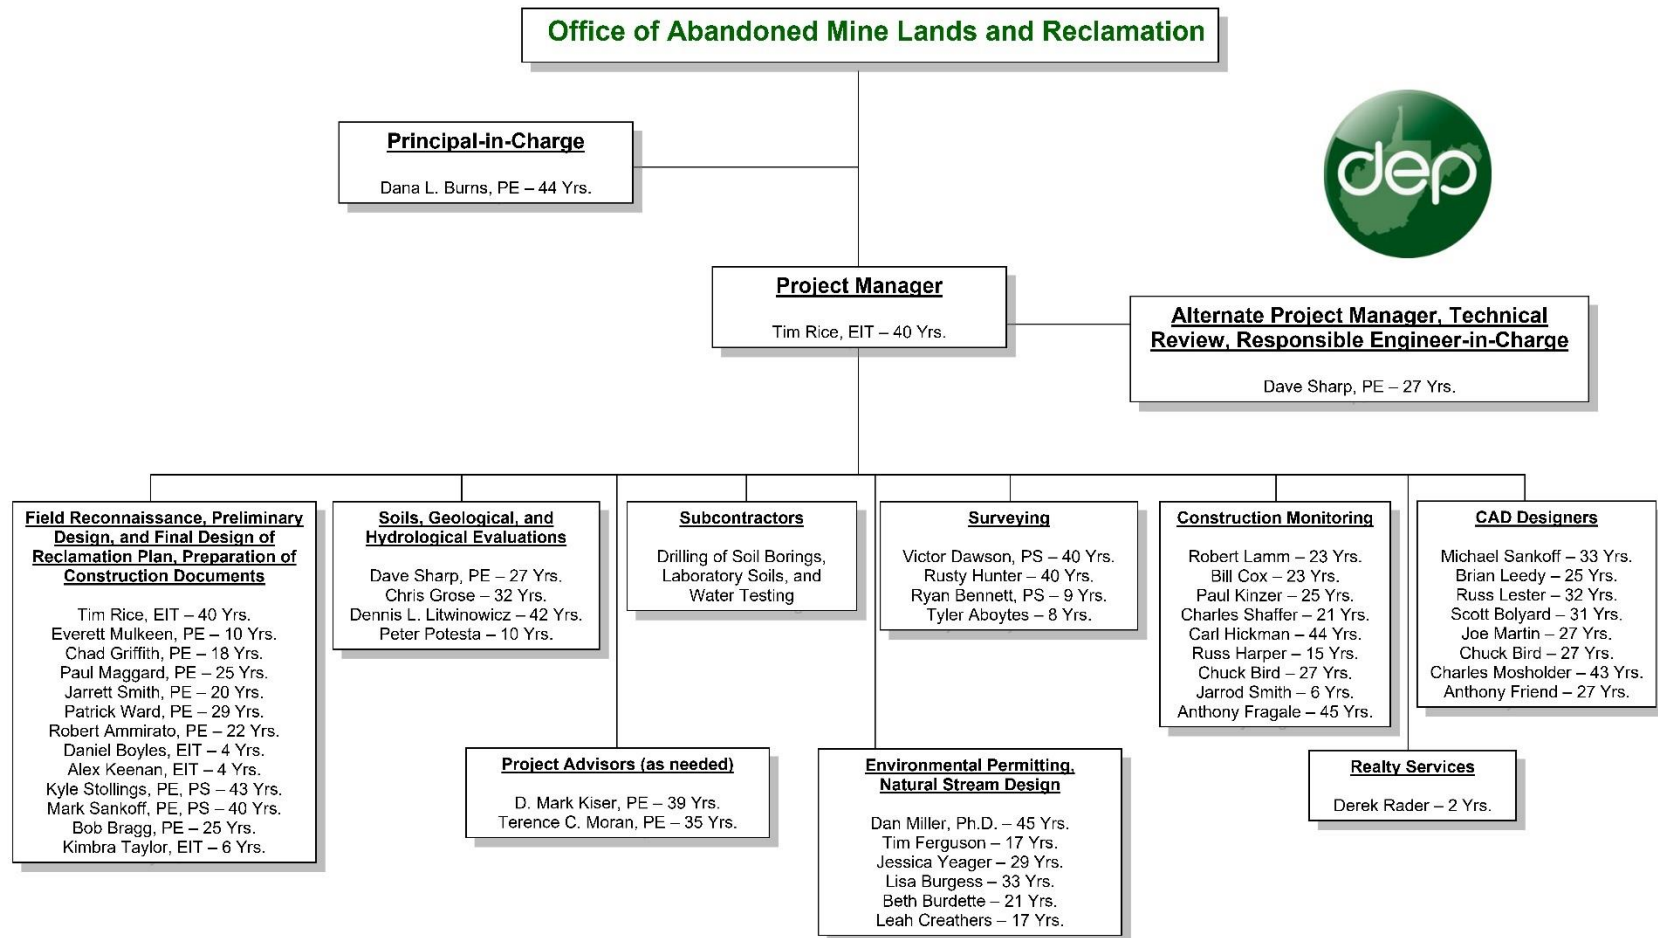 Office of Abandoned Mine Lands and Reclamation
Principal-in-Charge
Dana L. Burns, PE – 44 Yrs.
dep
Project Manager
Tim Rice, EIT – 40 Yrs.
Alternate Project Manager, Technical
Review, Responsible Engineer-in-Charge
Dave Sharp, PE – 27 Yrs.
Field Reconnaissance, Preliminary
Design, and Final Design of
Reclamation Plan, Preparation of
Construction Documents
Tim Rice, EIT – 40 Yrs.
Everett Mulkeen, PE – 10 Yrs.
Chad Griffith, PE – 18 Yrs.
Paul Maggard, PE – 25 Yrs.
Jarrett Smith, PE – 20 Yrs.
Patrick Ward, PE – 29 Yrs.
Robert Ammirato, PE – 22 Yrs.
Daniel Boyles, EIT – 4 Yrs.
Alex Keenan, EIT – 4 Yrs.
Kyle Stollings, PE, PS – 43 Yrs.
Mark Sankoff, PE, PS – 40 Yrs.
Bob Bragg, PE – 25 Yrs.
Kimbra Taylor, EIT – 6 Yrs.
Soils, Geological, and
Hydrological Evaluations
Dave Sharp, PE – 27 Yrs.
Chris Grose – 32 Yrs.
Dennis L. Litwinowicz – 42 Yrs.
Peter Potesta – 10 Yrs.
Subcontractors
Drilling of Soil Borings,
Laboratory Soils, and
Water Testing
Surveying
Victor Dawson, PS – 40 Yrs.
Rusty Hunter – 40 Yrs.
Ryan Bennett, PS – 9 Yrs.
Tyler Aboytes – 8 Yrs.
Construction Monitoring
Robert Lamm – 23 Yrs.
Bill Cox – 23 Yrs.
Paul Kinzer – 25 Yrs.
Charles Shaffer – 21 Yrs.
Carl Hickman – 44 Yrs.
Russ Harper – 15 Yrs.
Chuck Bird – 27 Yrs.
Jarrod Smith – 6 Yrs.
Anthony Fragale – 45 Yrs.
CAD Designers
Michael Sankoff – 33 Yrs.
Brian Leedy – 25 Yrs.
Russ Lester – 32 Yrs.
Scott Bolyard – 31 Yrs.
Joe Martin – 27 Yrs.
Chuck Bird – 27 Yrs.
Charles Mosholder – 43 Yrs.
Anthony Friend – 27 Yrs.
Project Advisors (as needed)
D. Mark Kiser, PE – 39 Yrs.
Terence C. Moran, PE – 35 Yrs.
Environmental Permitting,
Natural Stream Design
Dan Miller, Ph.D. – 45 Yrs.
Tim Ferguson – 17 Yrs.
Jessica Yeager – 29 Yrs.
Lisa Burgess – 33 Yrs.
Beth Burdette – 21 Yrs.
Leah Creathers – 17 Yrs.
Realty Services
Derek Rader – 2 Yrs.